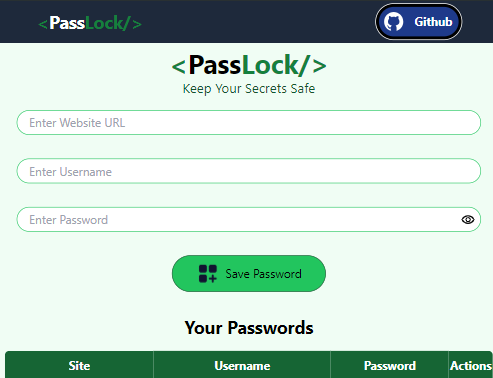 <PassLock/>
Github
<PassLock/>
Keep Your Secrets Safe
Enter Website URL
Enter Username
Enter Password
Save Password
Your Passwords
Site Username Password Actions